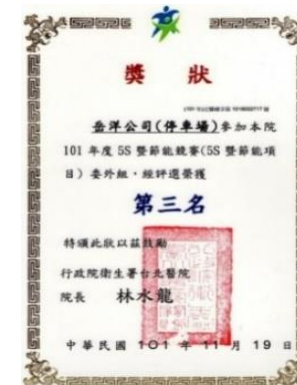 獎 狀
岳洋公司(停車場)參加本院
101 年度 5S 暨節能競賽(5S 暨節能項
目)委外組,經評選榮獲
第三名
特頒此狀以茲鼓勵
行政院衛生署台北醫院
院長 林水龍
中華民國 101 年 11 月 19 日